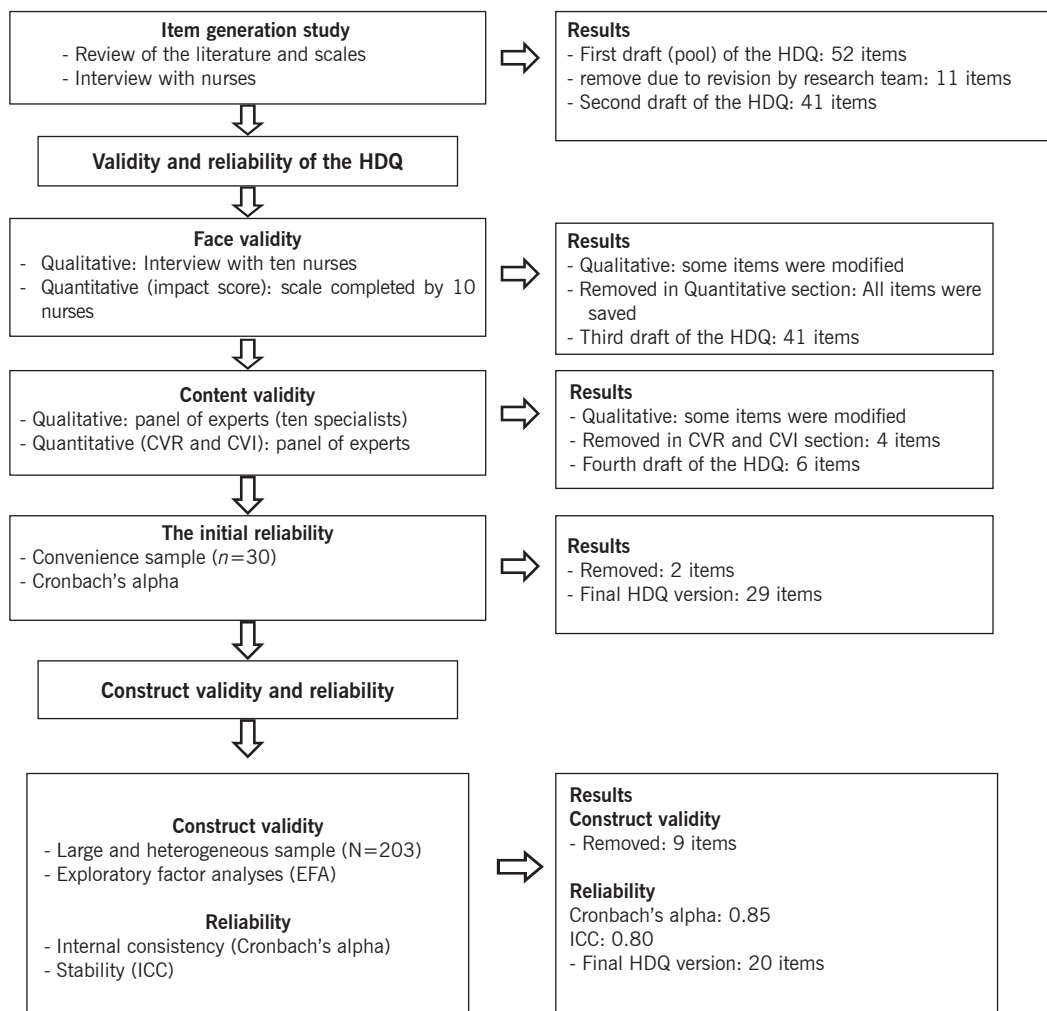 Item generation study
- Review of the literature and scales
- Interview with nurses
Results
- First draft (pool) of the HDQ: 52 items
- remove due to revision by research team: 11 items
- Second draft of the HDQ: 41 items
Validity and reliability of the HDQ
Face validity
- Qualitative: Interview with ten nurses
- Quantitative (impact score): scale completed by 10
nurses
Results
- Qualitative: some items were modified
- Removed in Quantitative section: All items were
saved
- Third draft of the HDQ: 41 items
Content validity
- Qualitative: panel of experts (ten specialists)
- Quantitative (CVR and CVI): panel of experts
Results
- Qualitative: some items were modified
- Removed in CVR and CVI section: 4 items
- Fourth draft of the HDQ: 6 items
The initial reliability
- Convenience sample (n=30)
- Cronbach's alpha
Results
- Removed: 2 items
- Final HDQ version: 29 items
Construct validity and reliability
Construct validity
- Large and heterogeneous sample (N=203)
- Exploratory factor analyses (EFA)
Reliability
- Internal consistency (Cronbach's alpha)
- Stability (ICC)
Results
Construct validity
- Removed: 9 items
Reliability
Cronbach's alpha: 0.85
ICC: 0.80
- Final HDQ version: 20 items